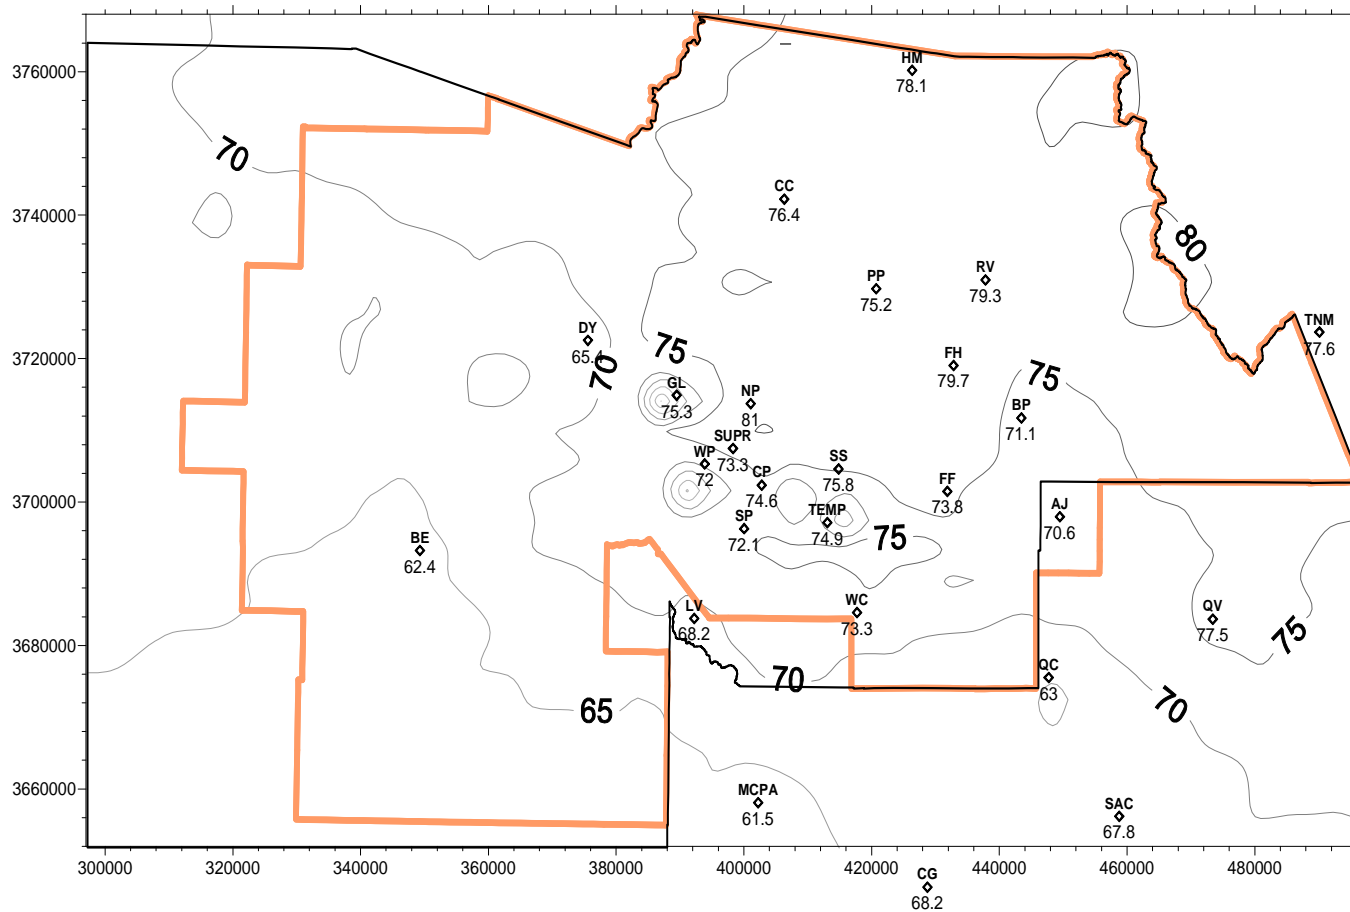 3760000
HM
78.1
70
CC
76.4
3740000
80
RV
79.3
PP
75.2
TNM
77.6
DY
65.4
3720000
75
FH
79.7
70
GL
75.3
75
NP
81
BP
71.1
SUPR
73.3
WP
72
SS
75.8
CP
74.6
FF
73.8
3700000
AJ
70.6
TEMP
74.9
SP
72.1
75
BE
62.4
LV
68.2
WC
73.3
QV
77.5
75
3680000
QC
63
70
70
65
3660000
MCPA
61.5
SAC
67.8
300000 320000 340000 360000 380000 400000 420000 440000 460000 480000
CG
68.2